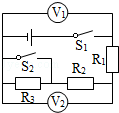 V₁
S₁
R₁
S₂
R₂
R₃
V₂